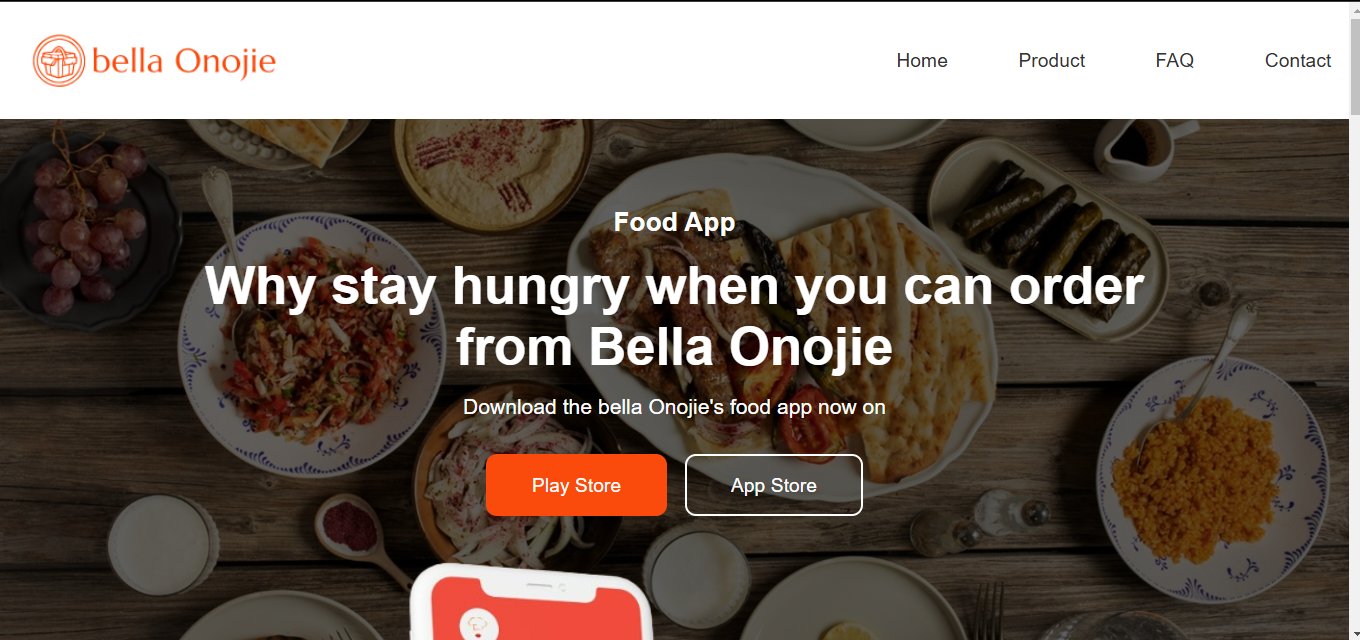 bella Onojie
Home
Product
FAQ
Contact
Food App
Why stay hungry when you can order
from Bella Onojie
Download the bella Onojie's food app now on
Play Store
App Store